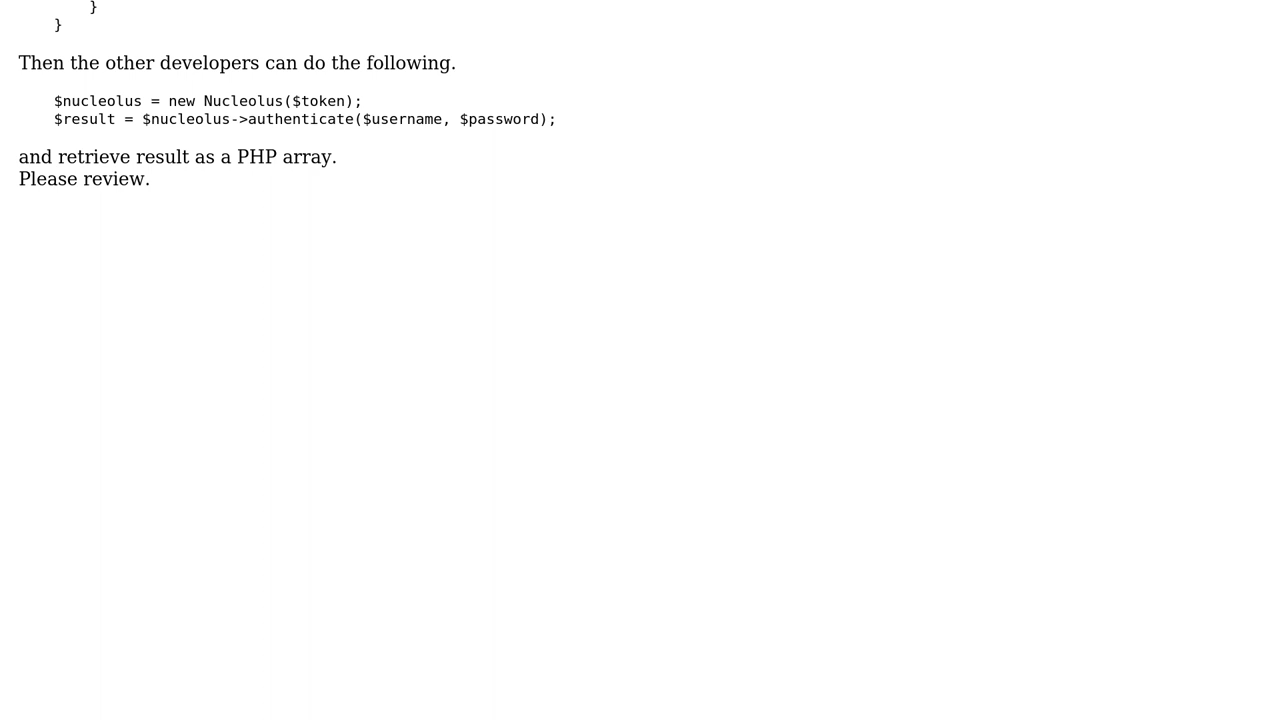 }
}
Then the other developers can do the following.
$nucleolus = new Nucleolus($token);
$result = $nucleolus->authenticate($username, $password);
and retrieve result as a PHP array.
Please review.